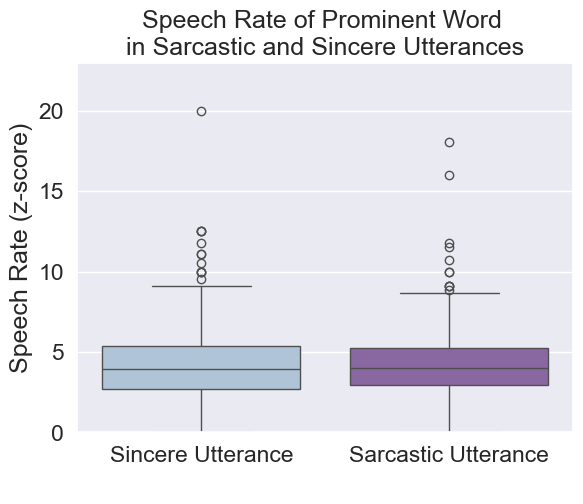 Speech Rate of Prominent Word
in Sarcastic and Sincere Utterances
Speech Rate (z-score)
20
15
10
5
0
Sincere Utterance
Sarcastic Utterance